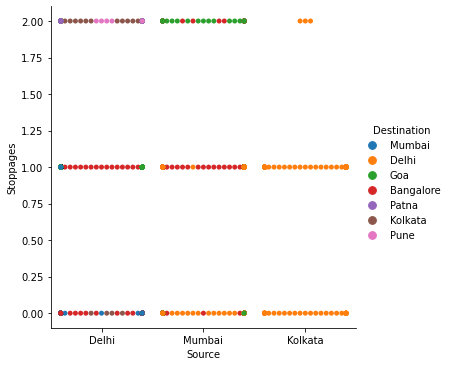 2.00
1.75
1.50
1.25
1.00
0.75
0.50
0.25
0.00
Stoppages
Delhi
Mumbai
Kolkata
Source
Destination
Mumbai
Delhi
Goa
Bangalore
Patna
Kolkata
Pune